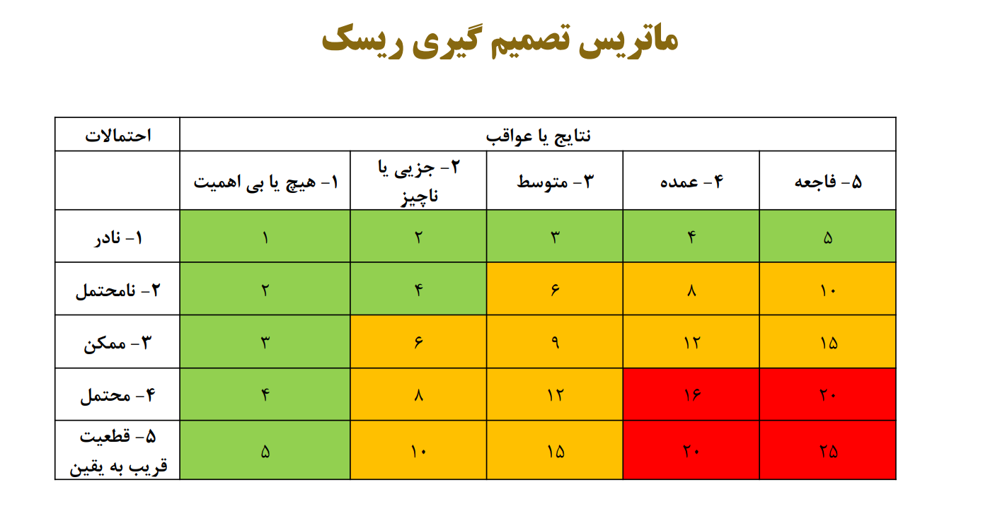 ماتریس تصمیم گیری ریسک
احتمالات
نتایج یا عواقب
۱- هیچ یا بی اهمیت
۲- جزیی یا
ناچیز
۳- متوسط
۴- عمده
۵- فاجعه
۱- نادر
۱
۲
۳
۴
۵
۲- نامحتمل
۲
۴
۶
۸
۱۰
۳- ممکن
۳
۶
۹
۱۲
۱۵
۴- محتمل
۴
۸
۱۲
۱۶
۲۰
۵- قطعیت
قریب به یقین
۵
۱۰
۱۵
۲۰
۲۵